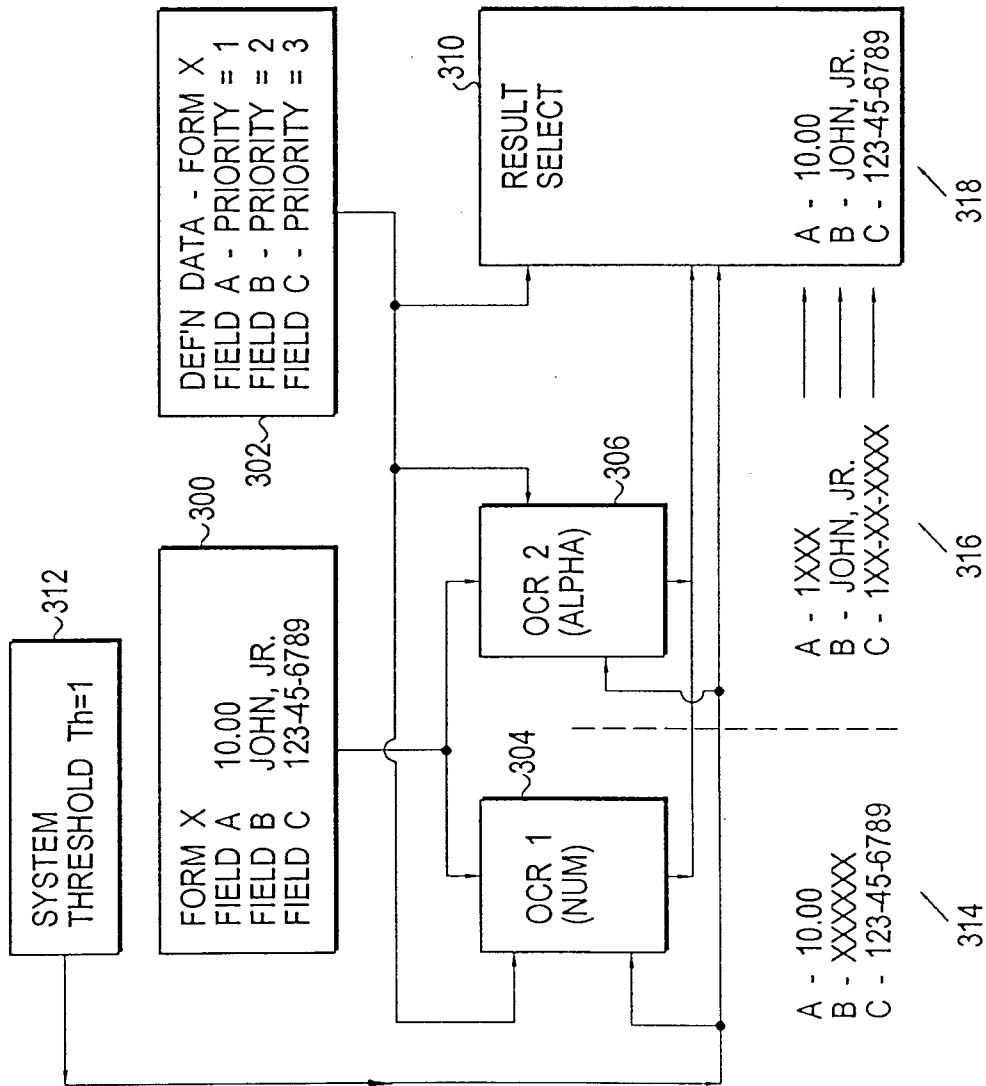 SYSTEM
THRESHOLD Th=1
312
FORM X
FIELD A 10.00
FIELD B JOHN, JR.
FIELD C 123-45-6789
300
DEF'N DATA - FORM X
FIELD A - PRIORITY = 1
FIELD B - PRIORITY = 2
FIELD C - PRIORITY = 3
302
OCR 1
(NUM)
304
OCR 2
(ALPHA)
306
RESULT
SELECT
310
A - 10.00
B - JOHN, JR.
C - 123-45-6789
318
A - 10.00
B - XXXXXX
C - 123-45-6789
314
A - 1XXX
B - JOHN, JR.
C - 1XX-XX-XXXX
316